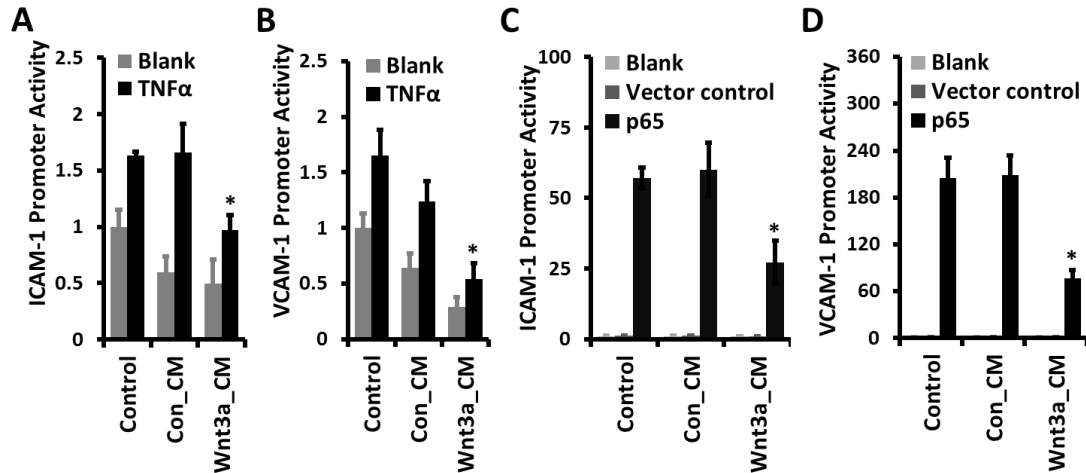 A
ICAM-1 Promoter Activity
2.5
2
1.5
1
0.5
0
Blank
TNFα
*
Control
Con_CM
Wnt3a_CM
B
VCAM-1 Promoter Activity
2.5
2
1.5
1
0.5
0
Blank
TNFα
*
Control
Con_CM
Wnt3a_CM
C
ICAM-1 Promoter Activity
100
75
50
25
0
Blank
Vector control
p65
*
Control
Con_CM
Wnt3a_CM
D
VCAM-1 Promoter Activity
360
300
240
180
120
60
0
Blank
Vector control
p65
*
Control
Con_CM
Wnt3a_CM